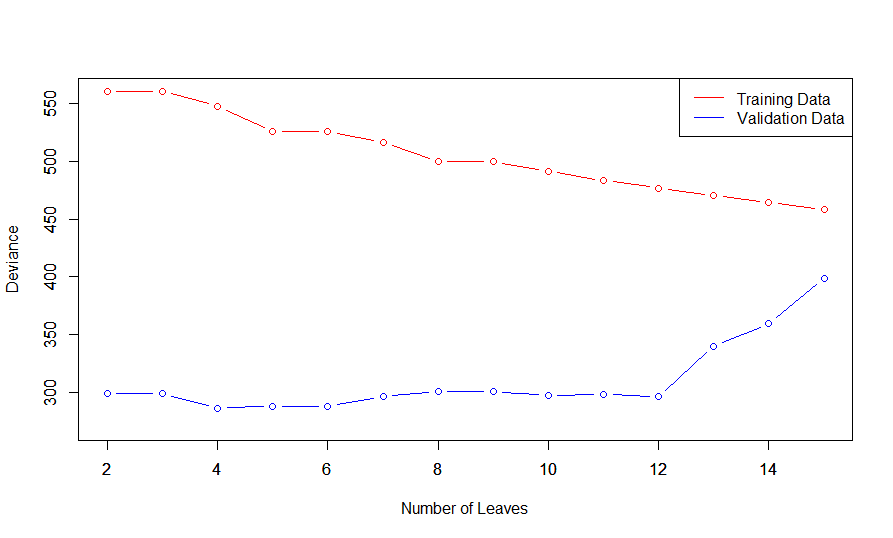 Training Data
Validation Data
Deviance
550
500
450
400
350
300
2 4 6 8 10 12 14
Number of Leaves